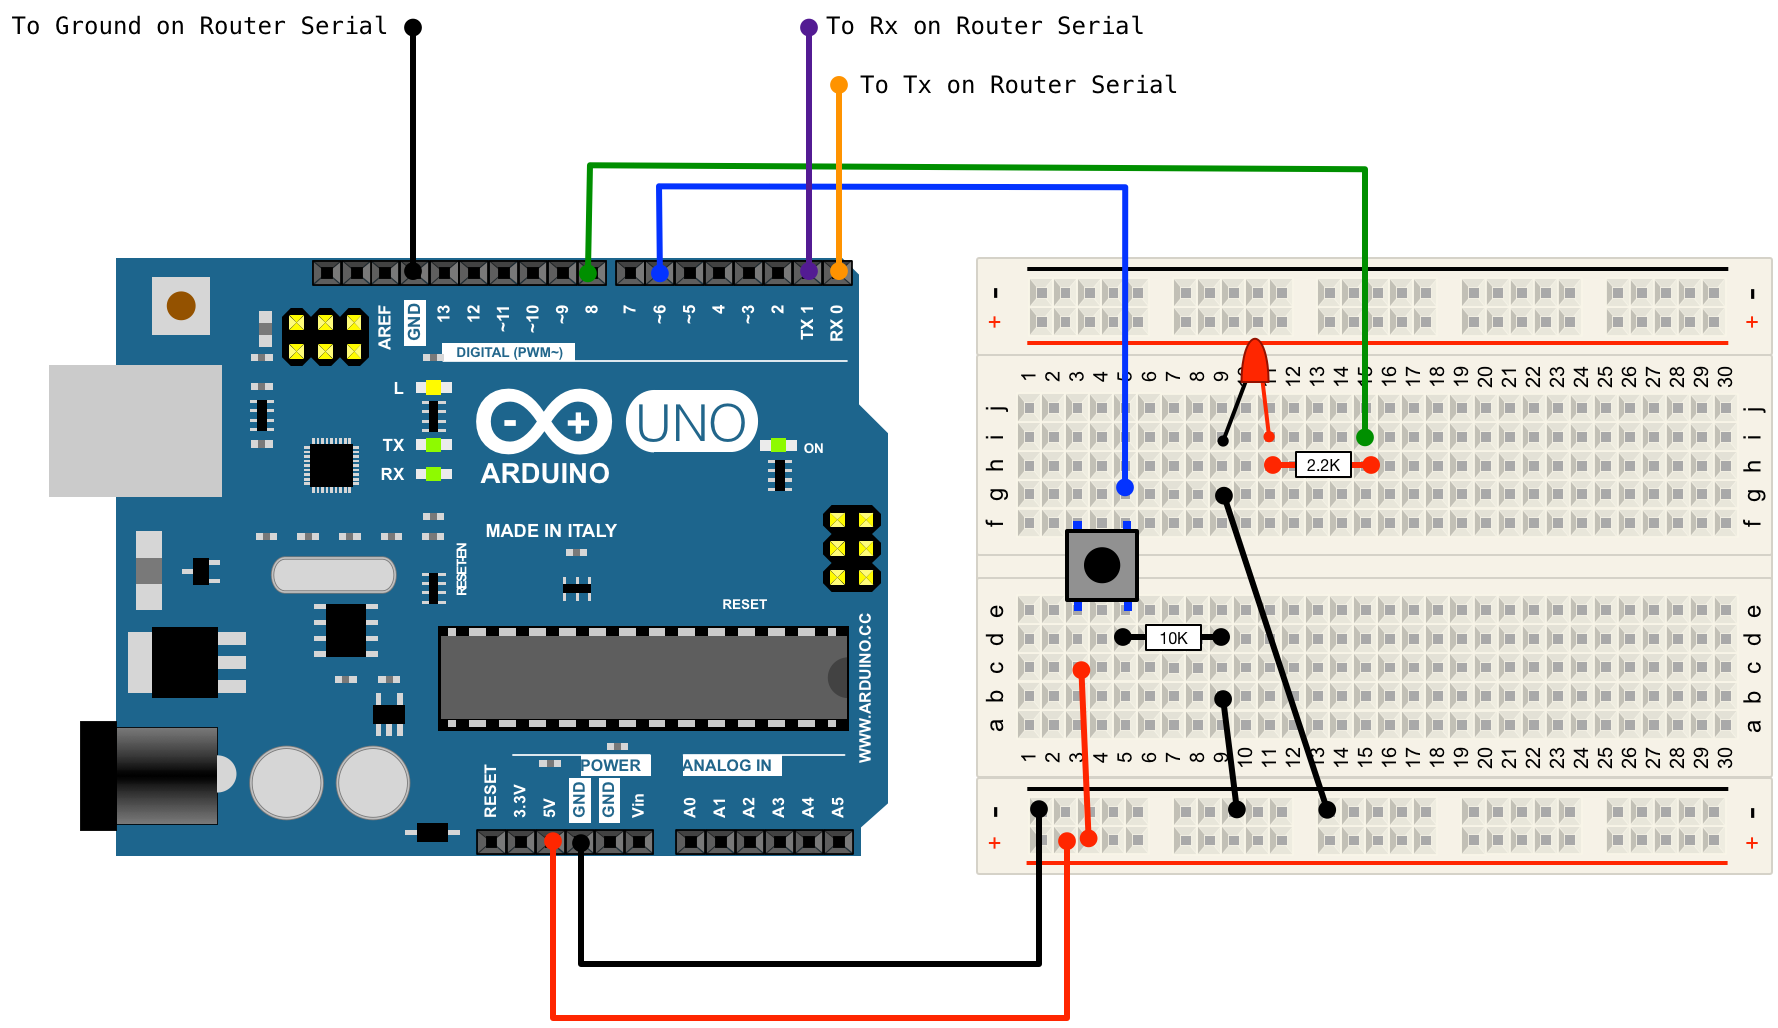 To Ground on Router Serial
To Rx on Router Serial
To Tx on Router Serial
AREF
GND
13
12
~11
~10
~9
8
7
~6
~5
4
~3
2
TX 1
RX 0
DIGITAL (PWM~)
L
TX
RX
- +
UNO
ON
ARDUINO
MADE IN ITALY
RESET-EN
RESET
WWW.ARDUINO.CC
POWER
ANALOG IN
RESET
3.3V
5V
GND
GND
Vin
A0
A1
A2
A3
A4
A5
- -
+ +
1 2 3 4 5 6 7 8 9 10 11 12 13 14 15 16 17 18 19 20 21 22 23 24 25 26 27 28 29 30
j j
i i
h 2.2K h
g g
f f
e e
d 10K d
c c
b b
a a
1 2 3 4 5 6 7 8 9 10 11 12 13 14 15 16 17 18 19 20 21 22 23 24 25 26 27 28 29 30
- -
+ +